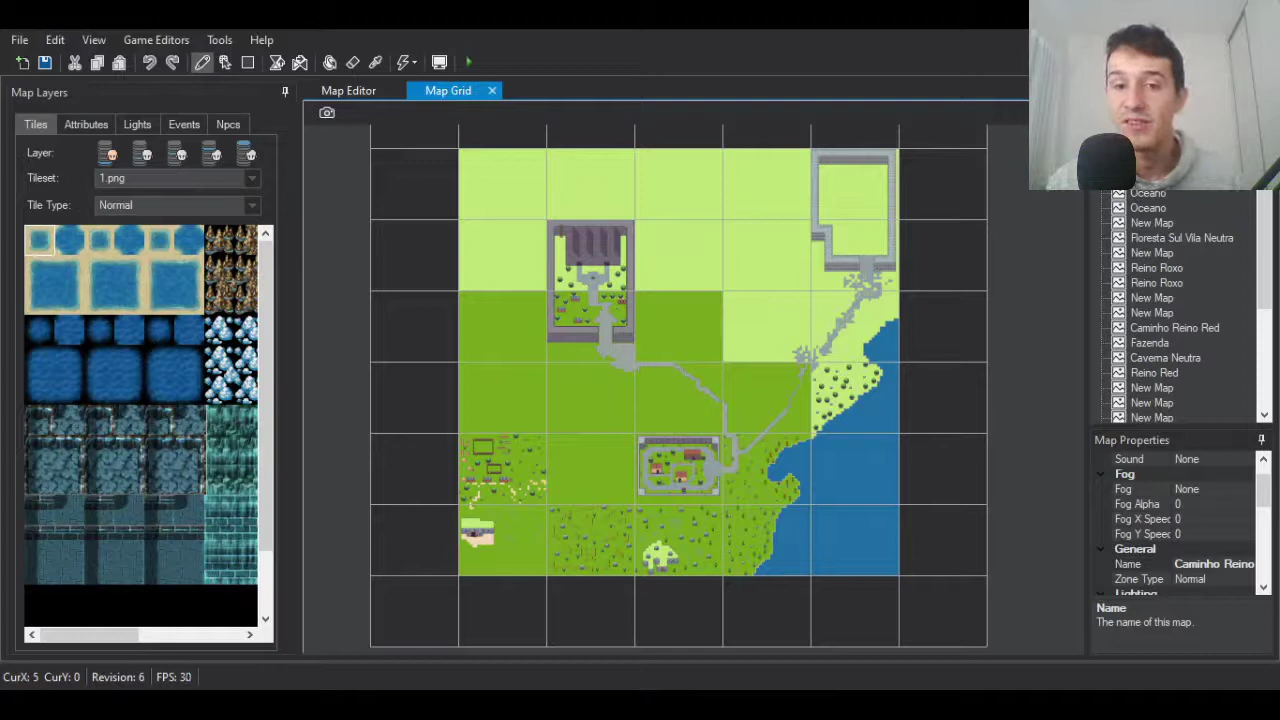 File Edit View Game Editors Tools Help
Map Layers
Map Editor Map Grid
Tiles Attributes Lights Events Npcs
Layer:
Tileset: 1.png
Tile Type: Normal
Oceano
Oceano
New Map
Floresta Sul Vila Neutra
New Map
Reino Roxo
Reino Roxo
New Map
New Map
Caminho Reino Red
Fazenda
Caverna Neutra
Reino Red
New Map
New Map
New Map
Map Properties
Sound None
Fog
Fog None
Fog Alpha 0
Fog X Speed 0
Fog Y Speed 0
General
Name Caminho Reino
Zone Type Normal
Lighting
Name
The name of this map.
CurX: 5 CurY: 0 Revision: 6 FPS: 30